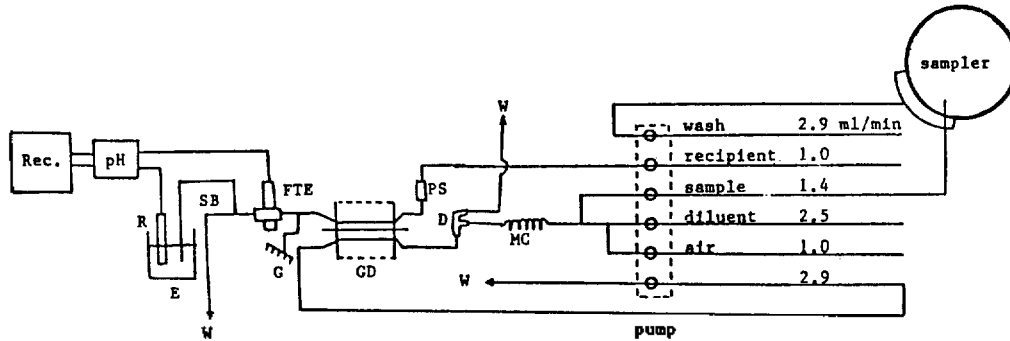 sampler
W
wash 2.9 ml/min
Rec.
pH
recipient 1.0
PS
sample 1.4
SB
FTE
R
D
diluent 2.5
MC
air 1.0
G
GD
E
W
2.9
W
pump